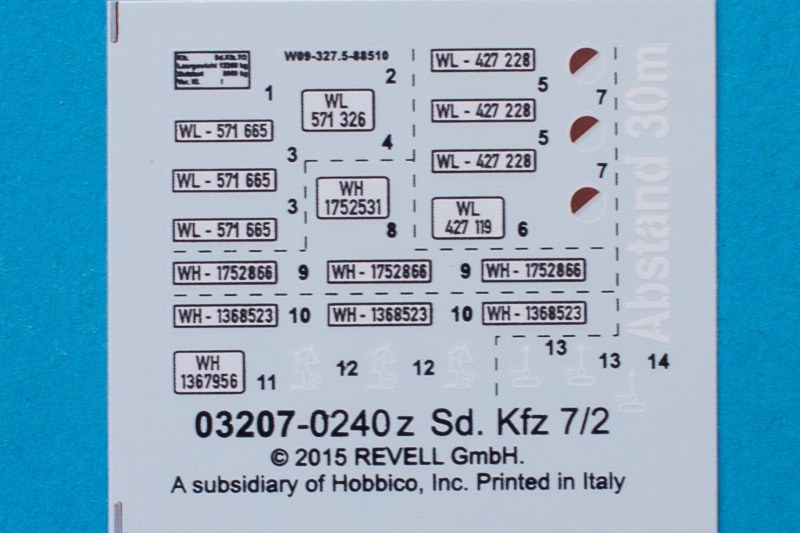 Sd.Kfz. 7/2
W09-327.5-88510
1
2
WL
571 326
4
WL - 571 665
3
WL - 571 665
3
WL - 571 665
WH
1752531
8
WL - 427 228
5
7
WL - 427 228
5
7
WL - 427 228
WL
427 119
6
Abstand 30m
WH - 1752866 9 WH - 1752866 9 WH - 1752866
WH - 1368523 10 WH - 1368523 10 WH - 1368523
WH
1367956
11
12
12
13
13
14
03207-0240 z Sd. Kfz 7/2
© 2015 REVELL GmbH.
A subsidiary of Hobbico, Inc. Printed in Italy